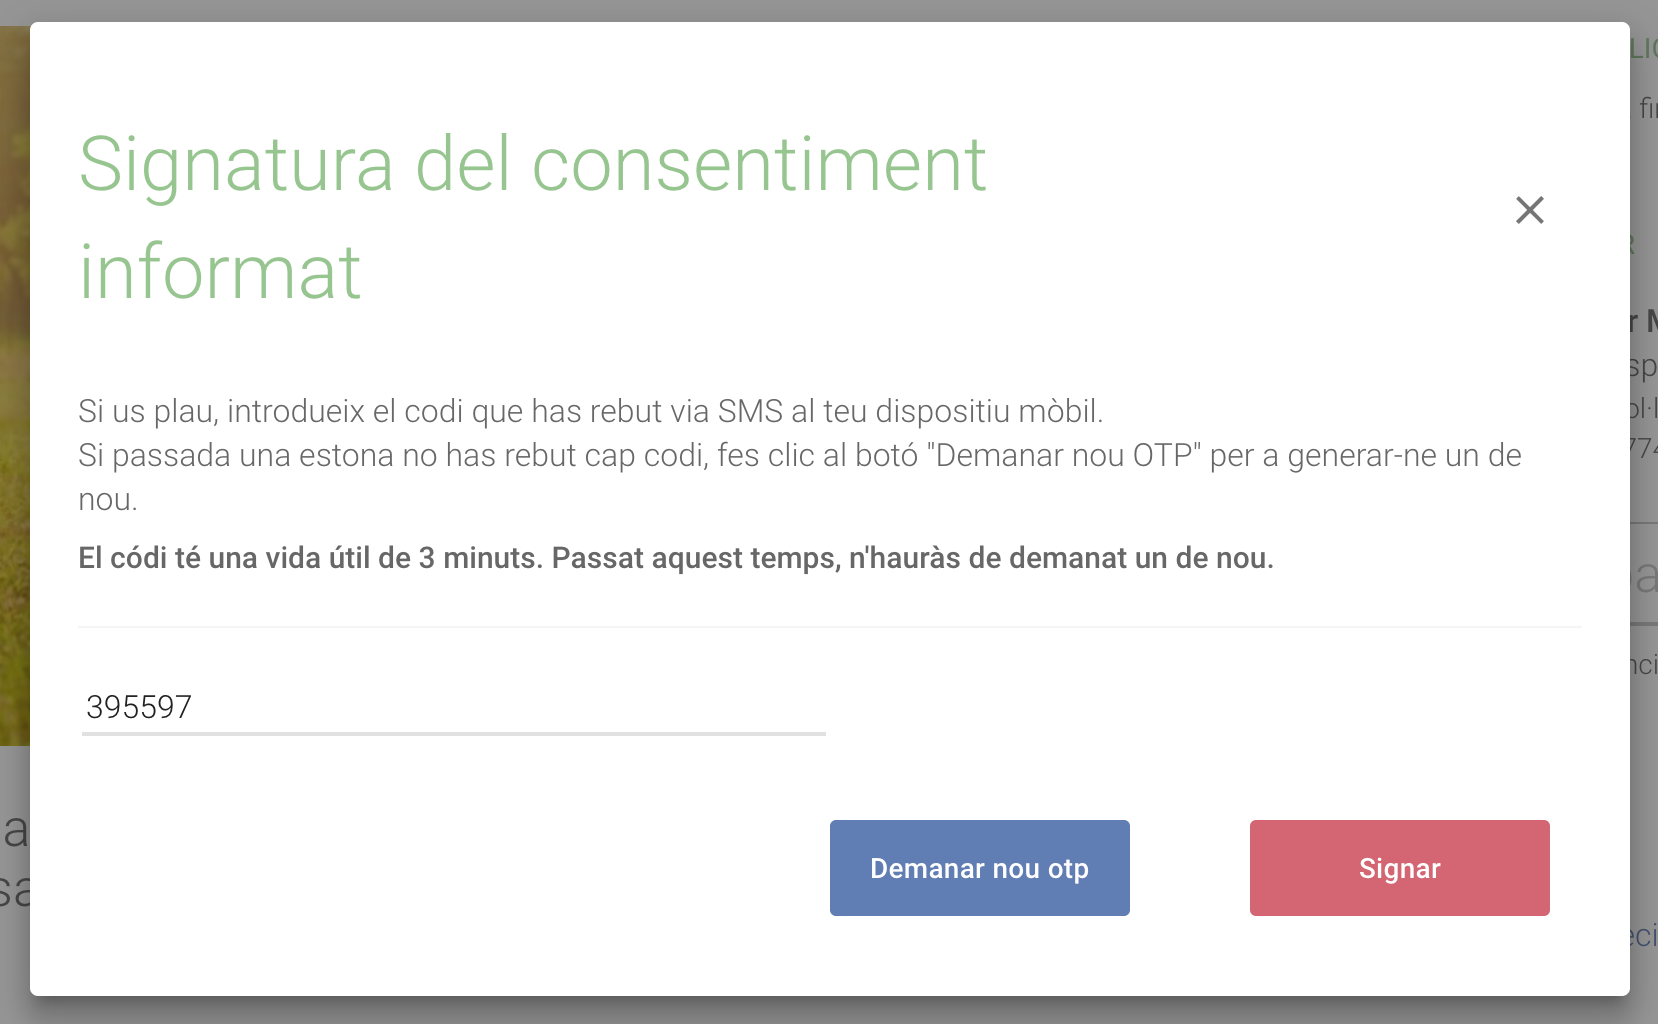 Signatura del consentiment
informat
Si us plau, introdueix el codi que has rebut via SMS al teu dispositiu mòbil.
Si passada una estona no has rebut cap codi, fes clic al botó "Demanar nou OTP" per a generar-ne un de
nou.
El códi té una vida útil de 3 minuts. Passat aquest temps, n'hauràs de demanat un de nou.
395597
Demanar nou otp
Signar